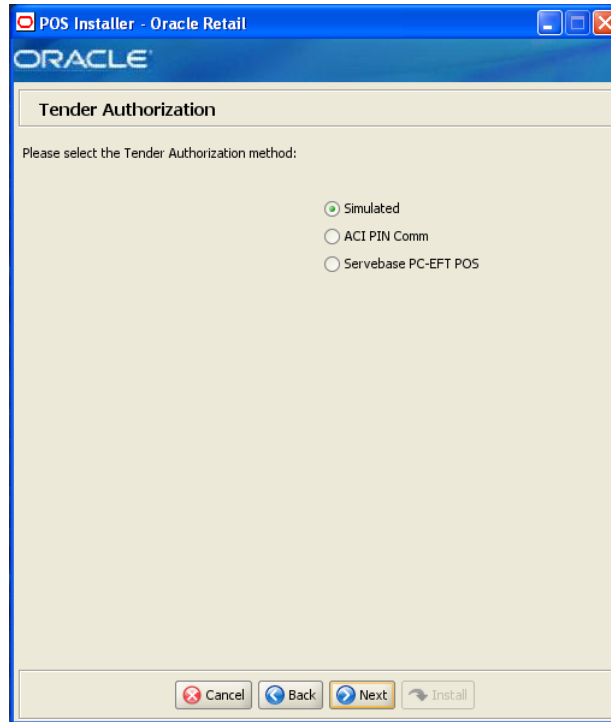 POS Installer - Oracle Retail
ORACLE
Tender Authorization
Please select the Tender Authorization method:
Simulated
ACI PIN Comm
Servebase PC-EFT POS
Cancel Back Next Install